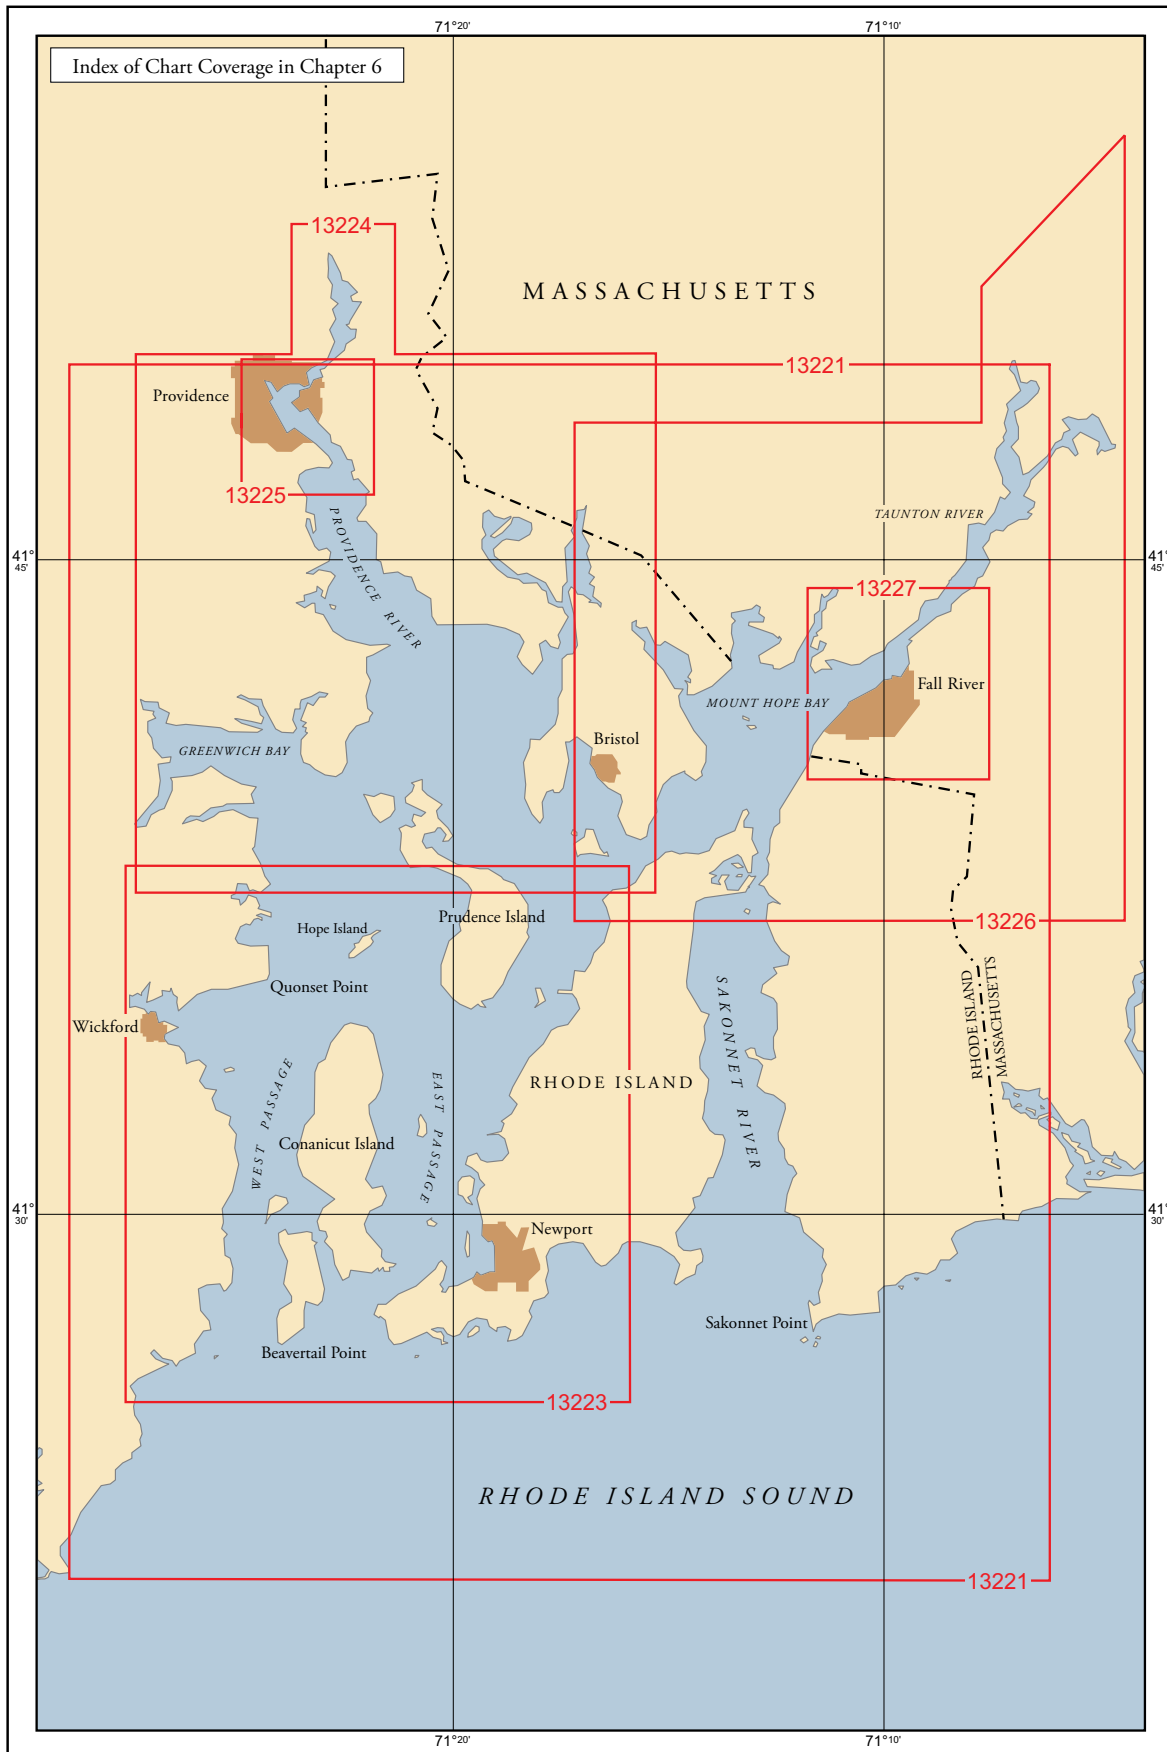 71°20'
71°10'
Index of Chart Coverage in Chapter 6
13224
MASSACHUSETTS
13221
Providence
13225
TAUNTON RIVER
PROVIDENCE RIVER
41°
45'
41°
45'
13227
Fall River
MOUNT HOPE BAY
Bristol
GREENWICH BAY
Prudence Island
13226
Hope Island
Quonset Point
Wickford
SAKONNET RIVER
RHODE ISLAND
MASSACHUSETTS
WEST PASSAGE
EAST PASSAGE
RHODE ISLAND
Conanicut Island
41°
30'
41°
30'
Newport
Sakonnet Point
Beavertail Point
13223
RHODE ISLAND SOUND
13221
71°20'
71°10'